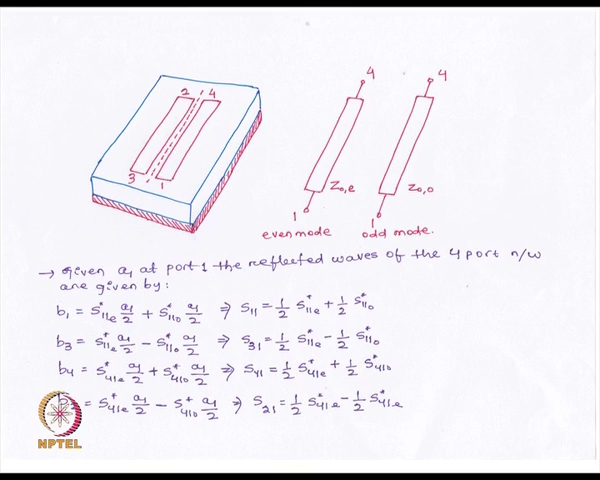 2 4
3 1
4 4
Z0,e Z0,o
1 1
even mode odd mode.
→ Given a1 at port 1 the reflected waves of the 4 port n/w
are given by:
b1 = S*11e a1/2 + S*11o a1/2 ⇒ S11 = 1/2 S*11e + 1/2 S*11o
b3 = S*11e a1/2 − S*11o a1/2 ⇒ S31 = 1/2 S*11e − 1/2 S*11o
b4 = S*41e a1/2 + S*41o a1/2 ⇒ S41 = 1/2 S*41e + 1/2 S*41o
= S*41e a1/2 − S*41o a1/2 ⇒ S21 = 1/2 S*41e − 1/2 S*41e
NPTEL